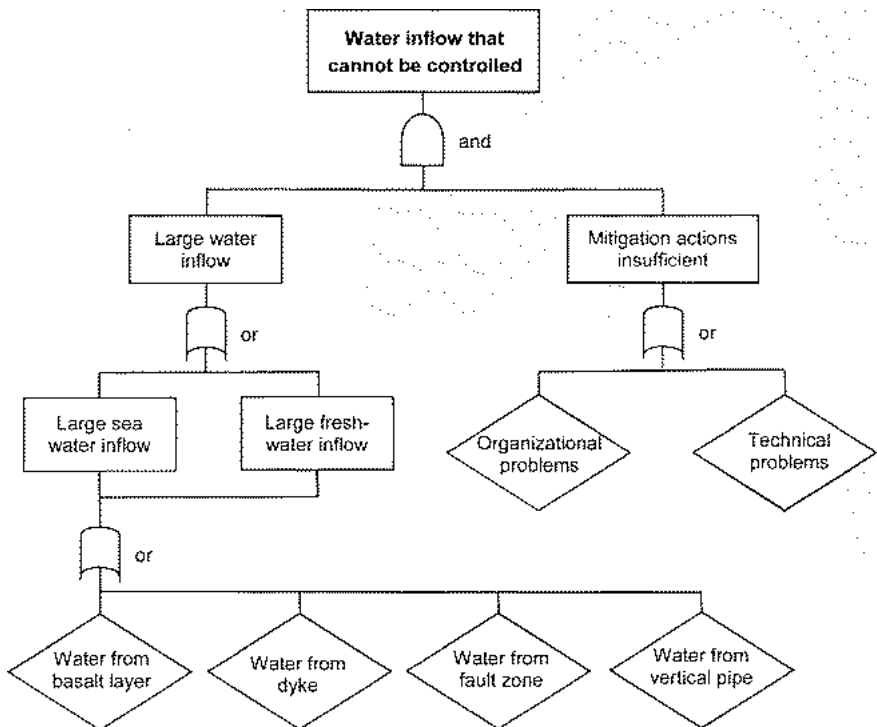 Water inflow that
cannot be controlled
and
Large water
inflow
Mitigation actions
insufficient
or
or
Large sea
water inflow
Large fresh-
water inflow
Organizational
problems
Technical
problems
or
Water from
basalt layer
Water from
dyke
Water from
fault zone
Water from
vertical pipe